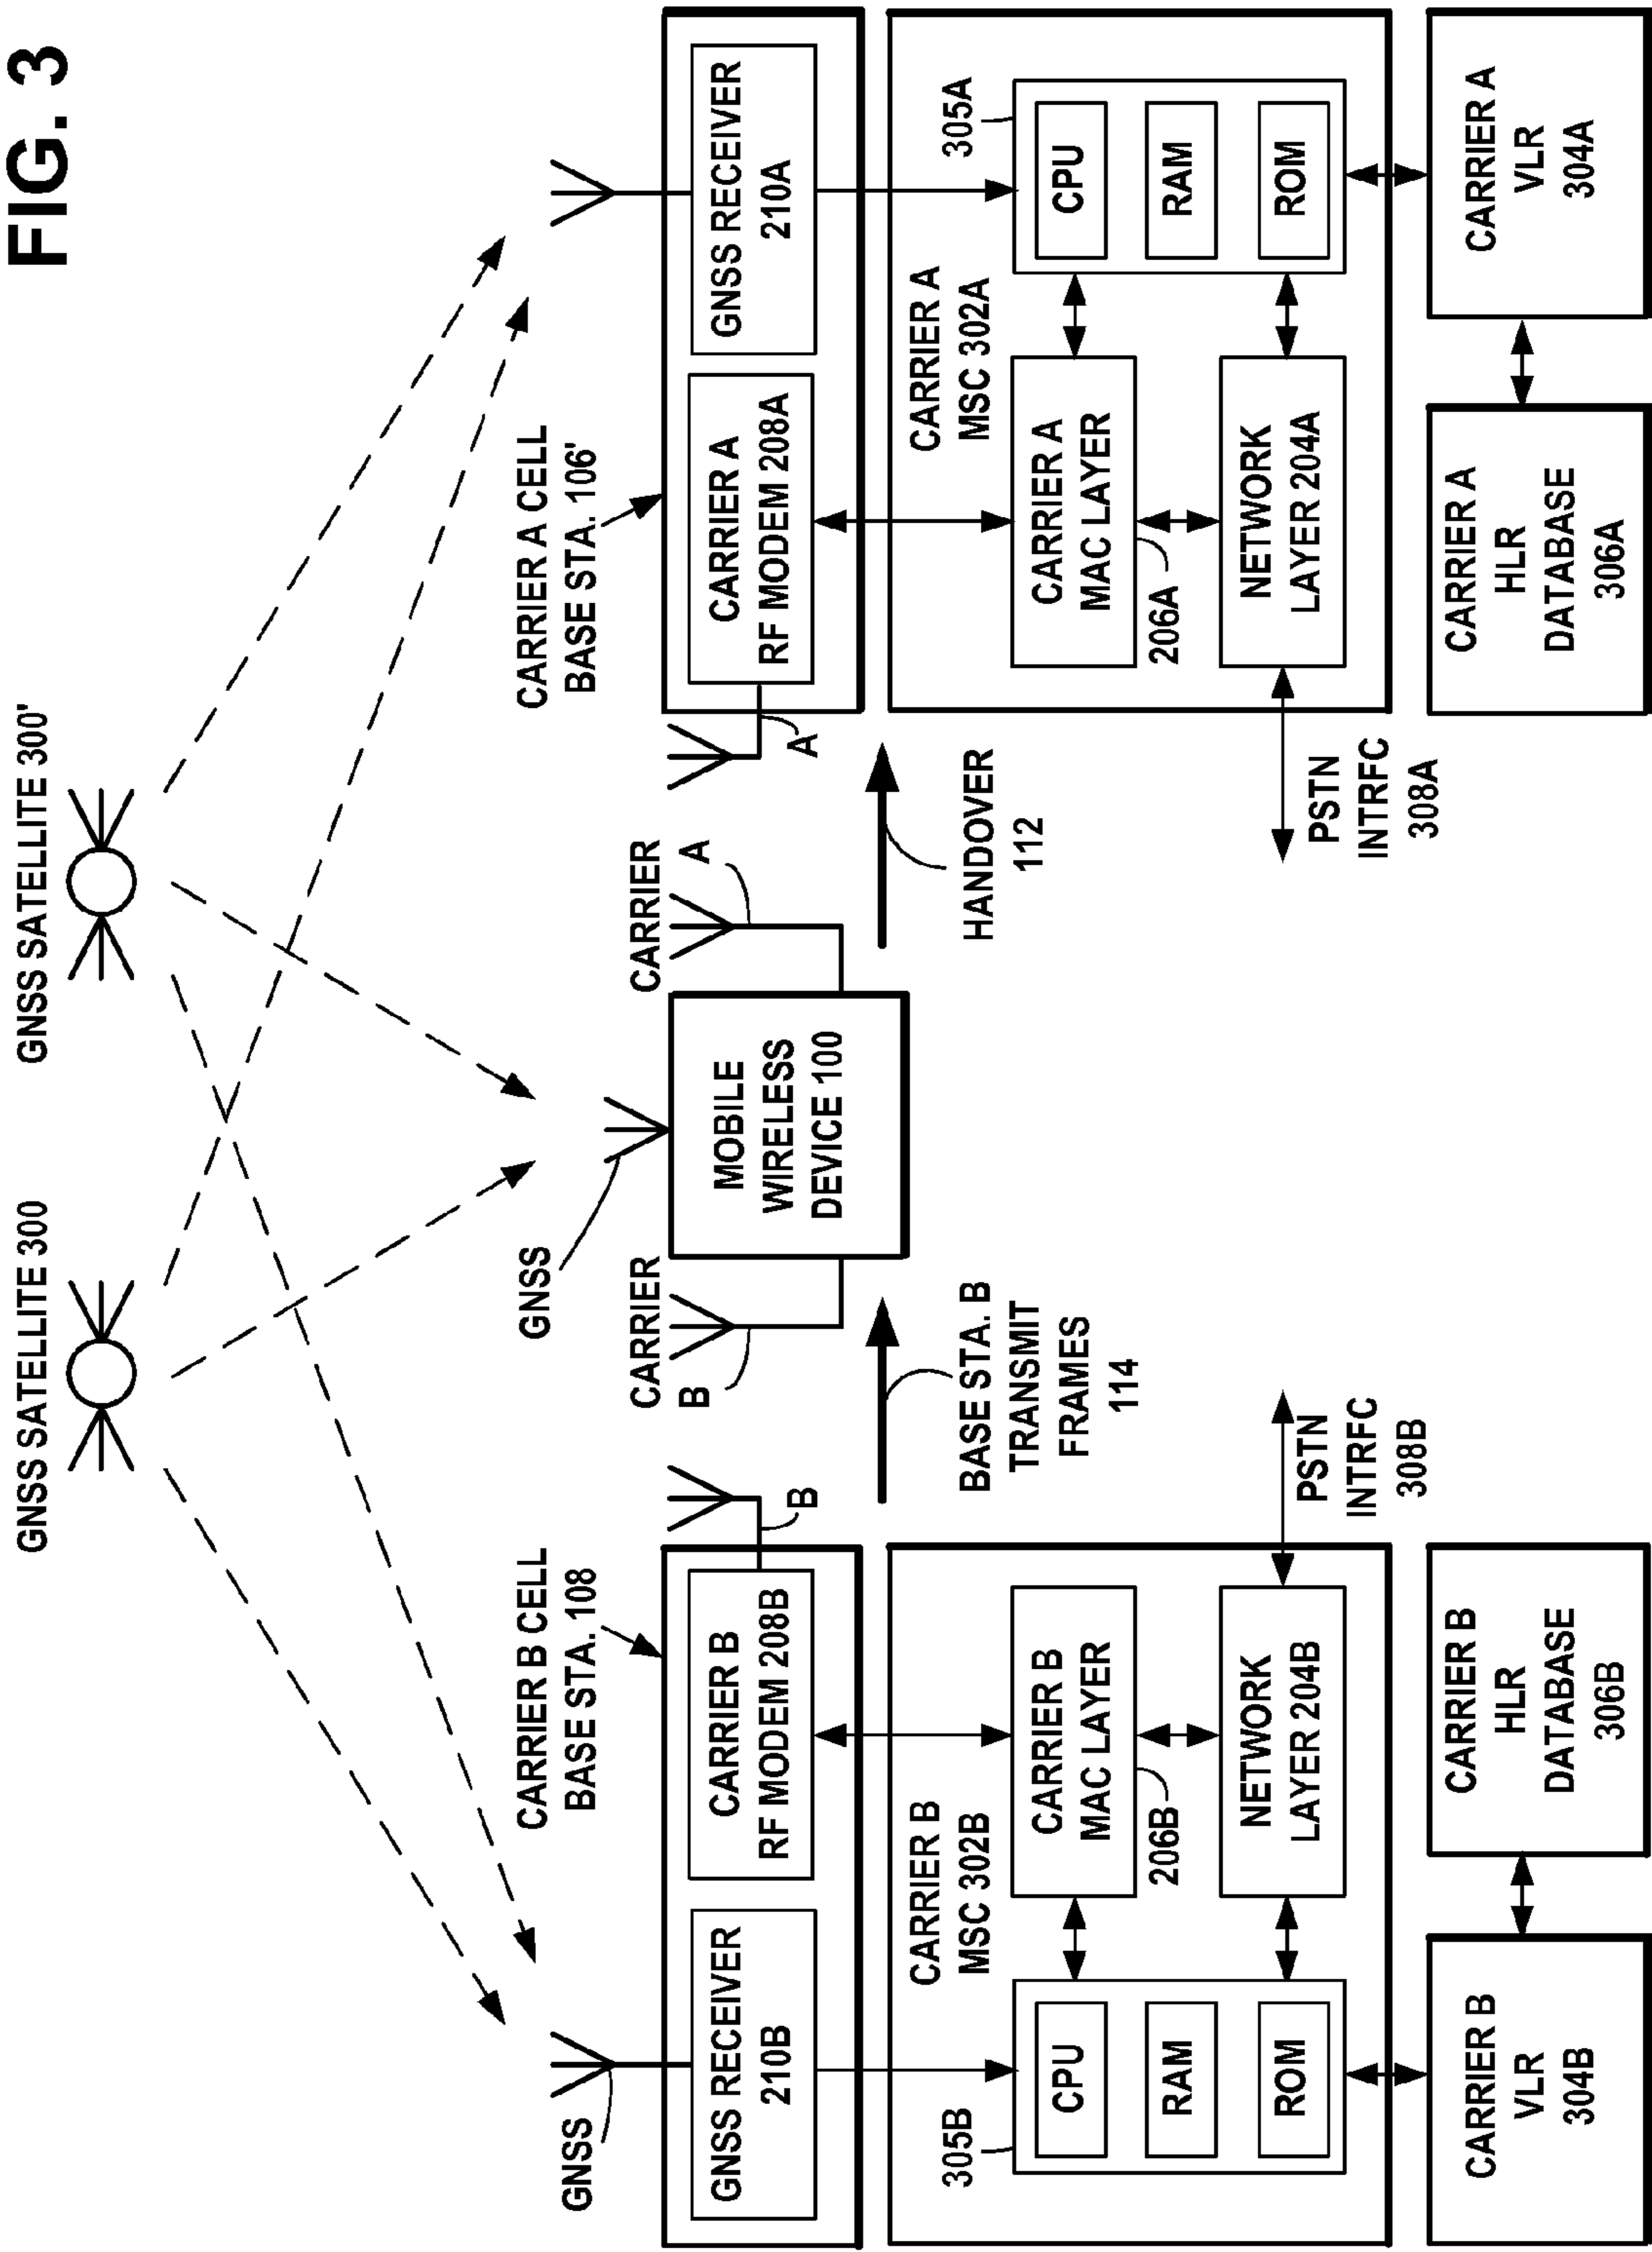 FIG. 3
GNSS SATELLITE 300
GNSS SATELLITE 300'
CARRIER B CELL
BASE STA. 108
GNSS
GNSS
CARRIER A CELL
BASE STA. 106'
GNSS RECEIVER
210B
CARRIER B
RF MODEM 208B
B
CARRIER
B
MOBILE
WIRELESS
DEVICE 100
CARRIER
A
A
CARRIER A
RF MODEM 208A
GNSS RECEIVER
210A
BASE STA. B
TRANSMIT
FRAMES
114
HANDOVER
112
305B
CARRIER B
MSC 302B
CPU
RAM
ROM
CARRIER B
MAC LAYER
206B
NETWORK
LAYER 204B
PSTN
INTRFC
308B
CARRIER A
MSC 302A
305A
CARRIER A
MAC LAYER
206A
NETWORK
LAYER 204A
CPU
RAM
ROM
PSTN
INTRFC
308A
CARRIER B
VLR
304B
CARRIER B
HLR
DATABASE
306B
CARRIER A
HLR
DATABASE
306A
CARRIER A
VLR
304A